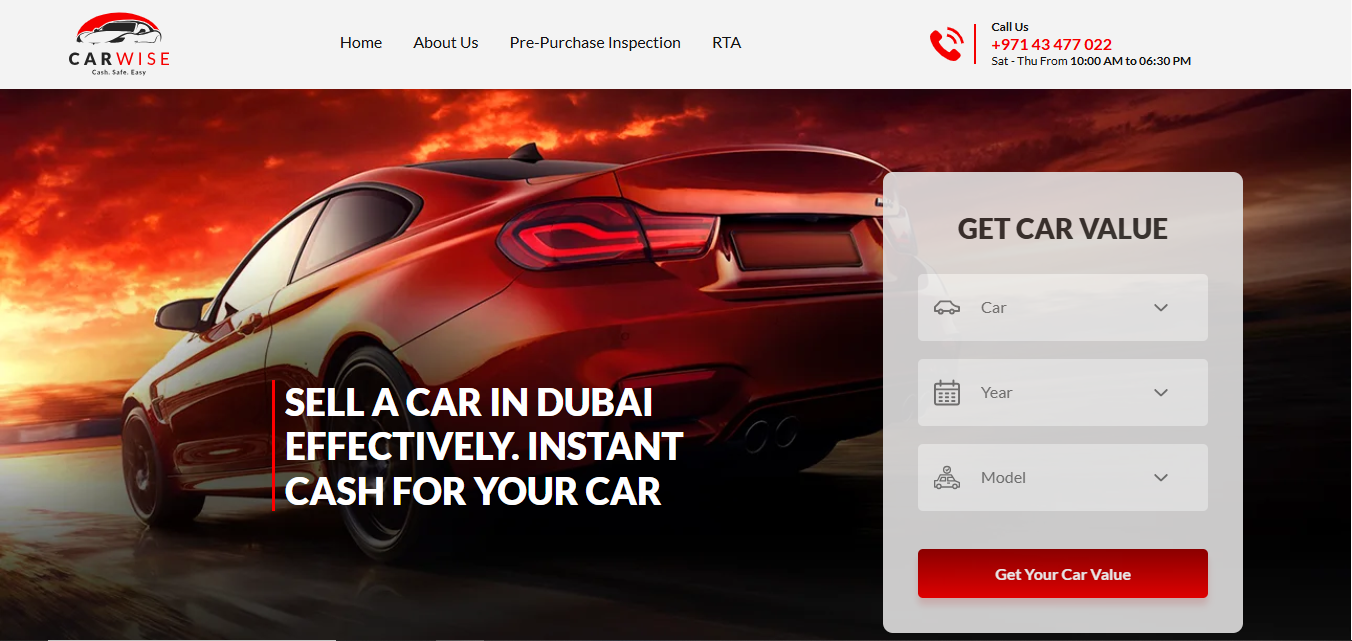 CARWISE
Cash. Safe. Easy
Home About Us Pre-Purchase Inspection RTA
Call Us
+971 43 477 022
Sat - Thu From 10:00 AM to 06:30 PM
SELL A CAR IN DUBAI
EFFECTIVELY. INSTANT
CASH FOR YOUR CAR
GET CAR VALUE
Car
Year
Model
Get Your Car Value